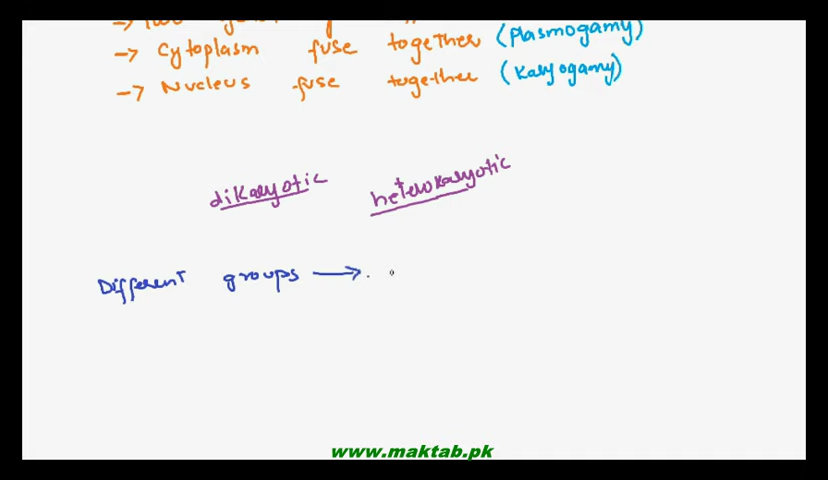 -> Cytoplasm fuse together (Plasmogamy)
-> Nucleus fuse together (Karyogamy)
dikaryotic heterokaryotic
Different groups →
www.maktab.pk